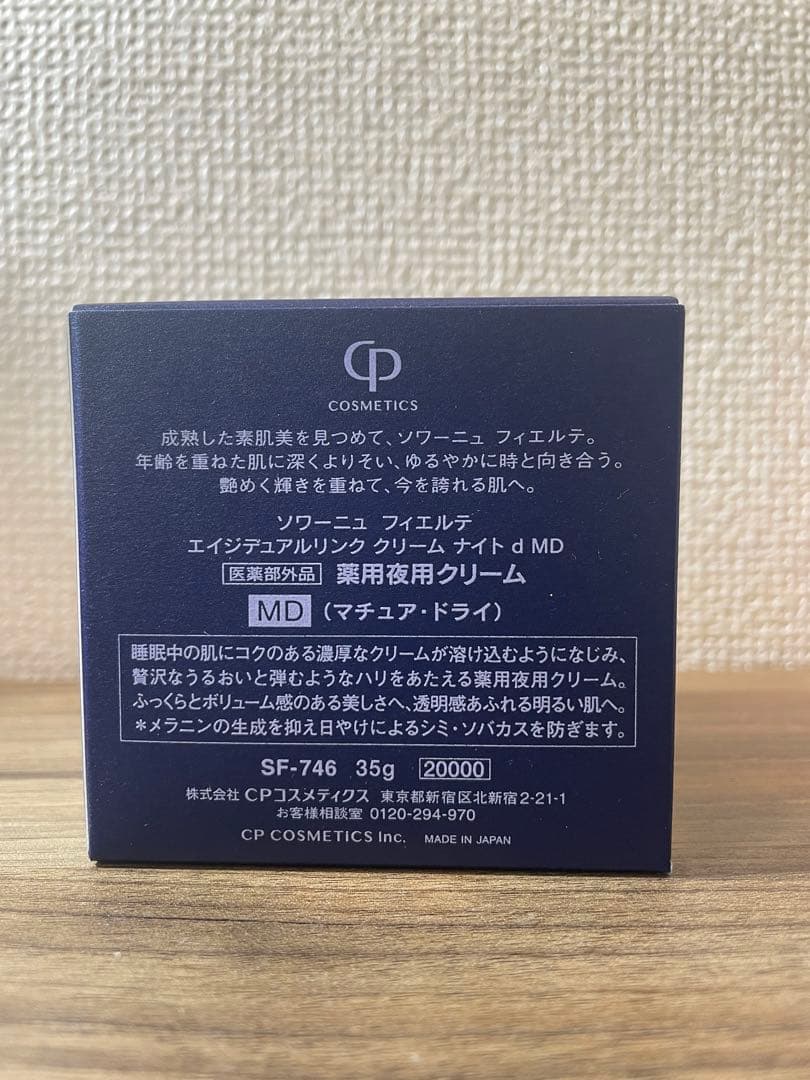 CP
COSMETICS
成熟した素肌美を見つめて、ソワーニュ フィエルテ。
年齢を重ねた肌に深くよりそい、ゆるやかに時と向き合う。
艶めく輝きを重ねて、今を誇れる肌へ。
ソワーニュ フィエルテ
エイジデュアルリンク クリーム ナイト d MD
医薬部外品 薬用夜用クリーム
MD (マチュア・ドライ)
睡眠中の肌にコクのある濃厚なクリームが溶け込むようになじみ、
贅沢なうるおいと弾むようなハリをあたえる薬用夜用クリーム。
ふっくらとボリューム感のある美しさへ、透明感あふれる明るい肌へ。
*メラニンの生成を抑え日やけによるシミ・ソバカスを防ぎます。
SF-746 35g 20000
株式会社 CPコスメティクス 東京都新宿区北新宿2-21-1
お客様相談室 0120-294-970
CP COSMETICS Inc. MADE IN JAPAN